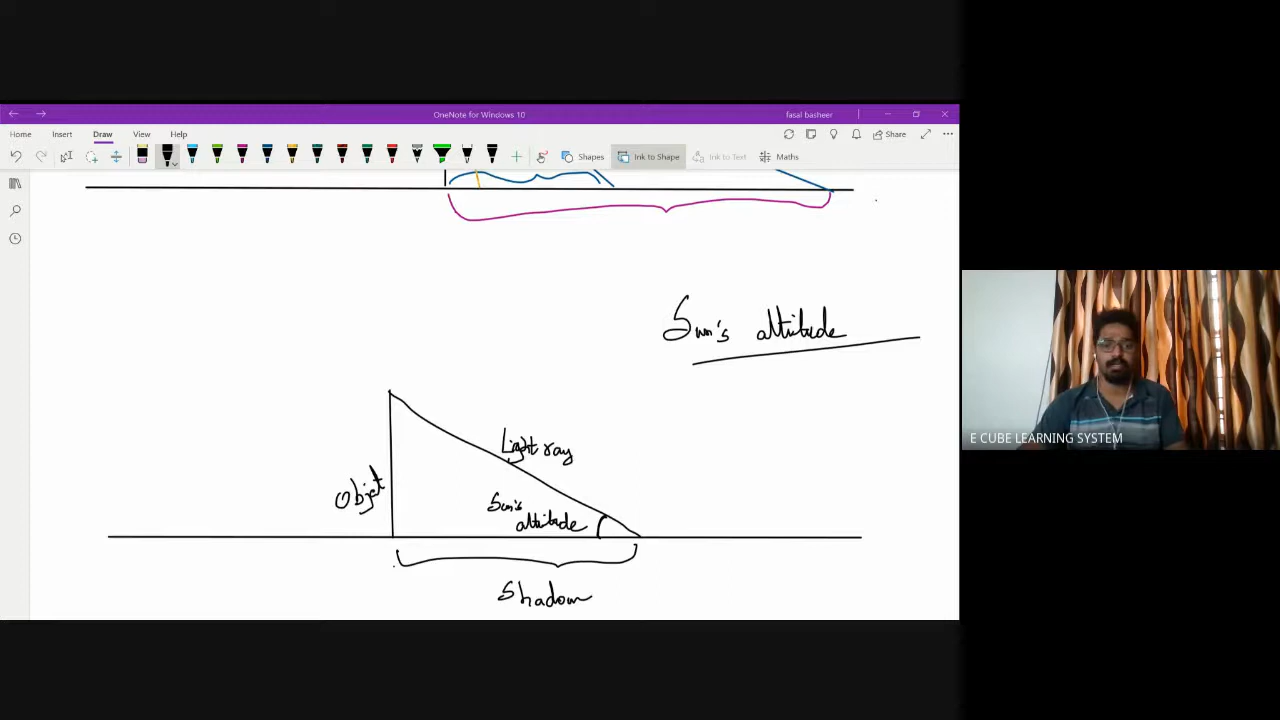 OneNote for Windows 10
fasal basheer
Home Insert Draw View Help
Share
Shapes
Ink to Shape
Ink to Text
Maths
Sun's altitude
Light ray
Objet
Sun's
altitude
Shadow
E CUBE LEARNING SYSTEM